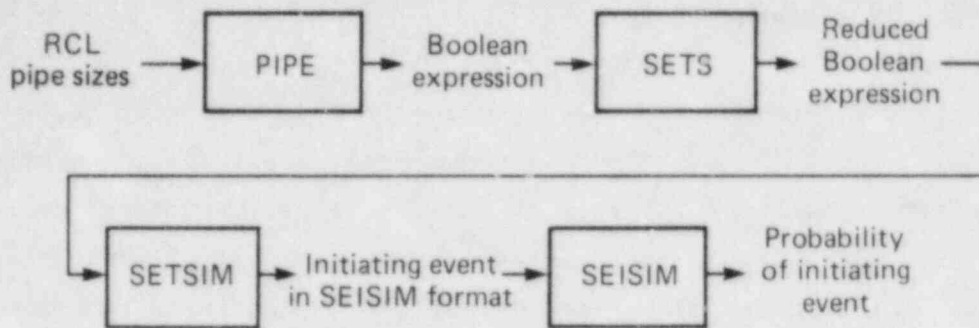 RCL
pipe sizes
PIPE
Boolean
expression
SETS
Reduced
Boolean
expression
SETSIM
Initiating event
in SEISIM format
SEISIM
Probability
of initiating
event